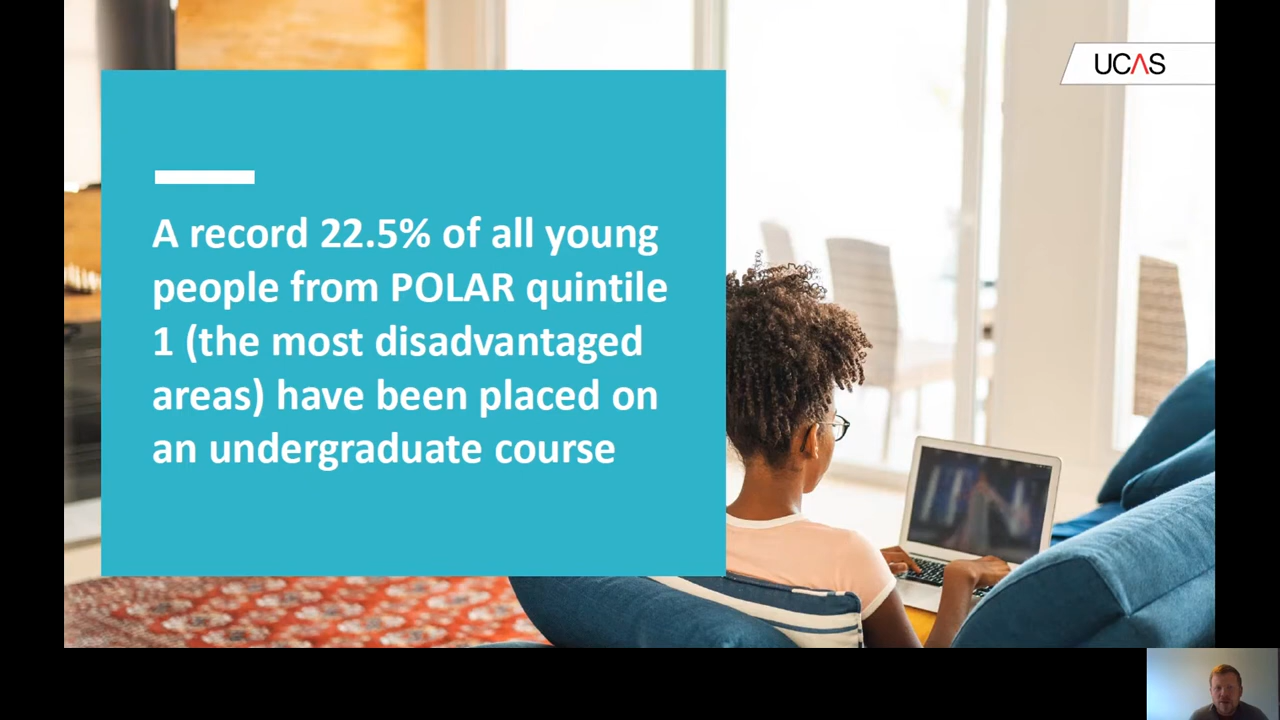 UCAS
A record 22.5% of all young
people from POLAR quintile
1 (the most disadvantaged
areas) have been placed on
an undergraduate course